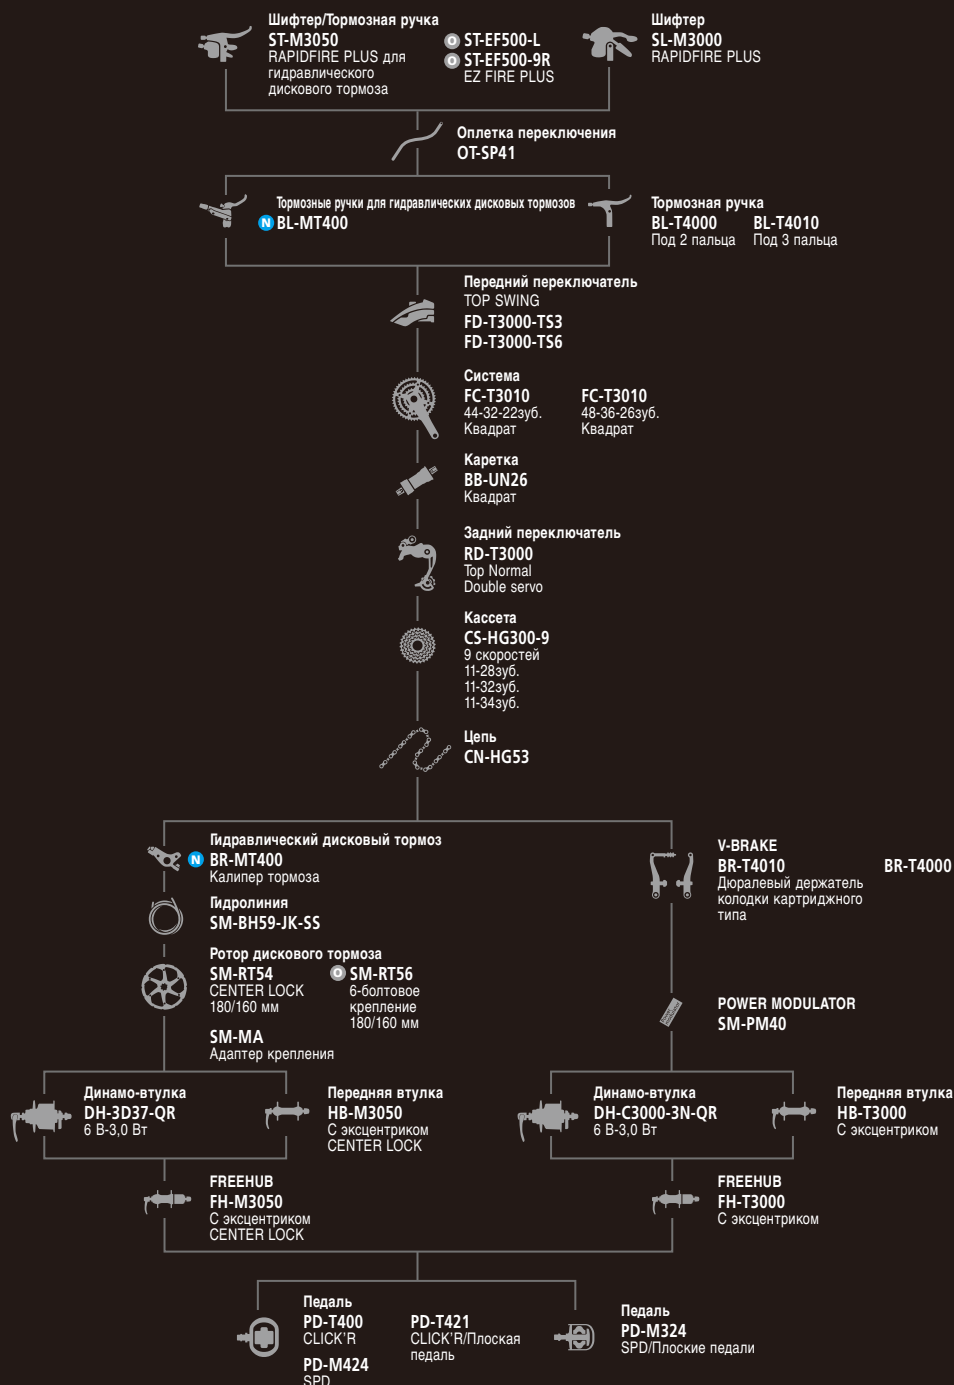 Шифтер/Тормозная ручка
ST-M3050
RAPIDFIRE PLUS для
гидравлического
дискового тормоза
O ST-EF500-L
O ST-EF500-9R
EZ FIRE PLUS
Шифтер
SL-M3000
RAPIDFIRE PLUS
Оплетка переключения
OT-SP41
Тормозные ручки для гидравлических дисковых тормозов
N BL-MT400
Тормозная ручка
BL-T4000
Под 2 пальца
BL-T4010
Под 3 пальца
Передний переключатель
TOP SWING
FD-T3000-TS3
FD-T3000-TS6
Система
FC-T3010
44-32-22зуб.
Квадрат
FC-T3010
48-36-26зуб.
Квадрат
Каретка
BB-UN26
Квадрат
Задний переключатель
RD-T3000
Top Normal
Double servo
Кассета
CS-HG300-9
9 скоростей
11-28зуб.
11-32зуб.
11-34зуб.
Цепь
CN-HG53
Гидравлический дисковый тормоз
N BR-MT400
Калипер тормоза
Гидролиния
SM-BH59-JK-SS
Ротор дискового тормоза
SM-RT54
CENTER LOCK
180/160 мм
O SM-RT56
6-болтовое
крепление
180/160 мм
SM-MA
Адаптер крепления
V-BRAKE
BR-T4010
Дюралевый держатель
колодки картриджного
типа
BR-T4000
POWER MODULATOR
SM-PM40
Динамо-втулка
DH-3D37-QR
6 В-3,0 Вт
Передняя втулка
HB-M3050
С эксцентриком
CENTER LOCK
Динамо-втулка
DH-C3000-3N-QR
6 В-3,0 Вт
Передняя втулка
HB-T3000
С эксцентриком
FREEHUB
FH-M3050
С эксцентриком
CENTER LOCK
FREEHUB
FH-T3000
С эксцентриком
Педаль
PD-T400
CLICK'R
PD-M424
SPD
PD-T421
CLICK'R/Плоская
педаль
Педаль
PD-M324
SPD/Плоские педали